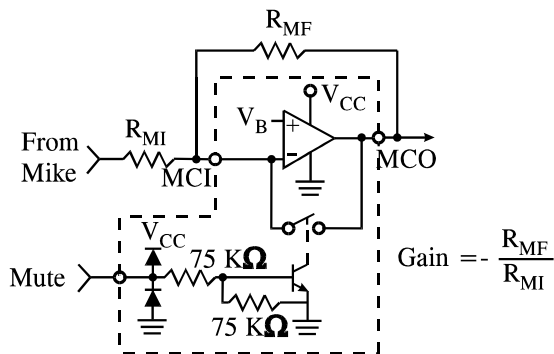 R_MF
V_CC
V_B
+
-
From
Mike
R_MI
MCI
MCO
V_CC
Mute
75 KΩ
75 KΩ
Gain = - R_MF / R_MI